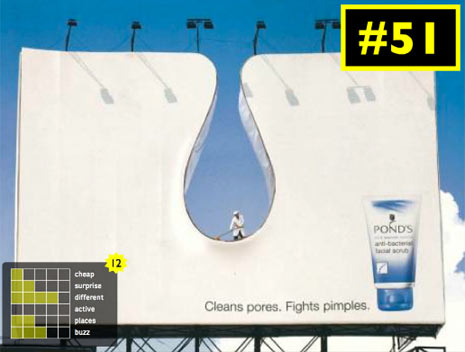 #51
POND'S
anti-bacterial
facial scrub
Cleans pores. Fights pimples.
12
cheap
surprise
different
active
places
buzz